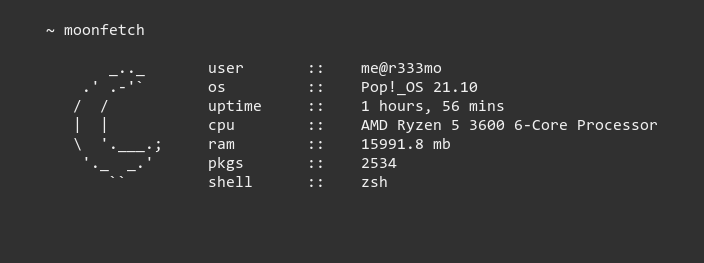 ~ moonfetch
user :: me@r333mo
os :: Pop!_OS 21.10
uptime :: 1 hours, 56 mins
cpu :: AMD Ryzen 5 3600 6-Core Processor
ram :: 15991.8 mb
pkgs :: 2534
shell :: zsh